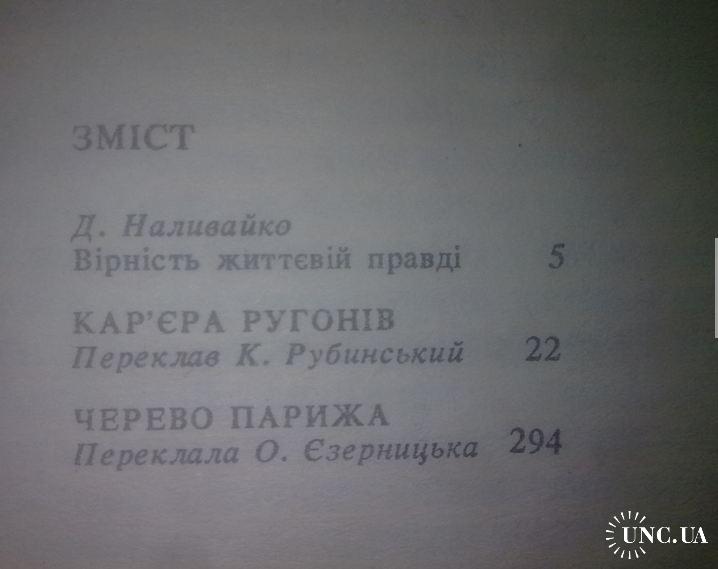 ЗМІСТ
Д. Наливайко
Вірність життєвій правді 5
КАР’ЄРА РУГОНІВ
Переклав К. Рубинський 22
ЧЕРЕВО ПАРИЖА
Переклала О. Єзерницька 294
UNC.UA